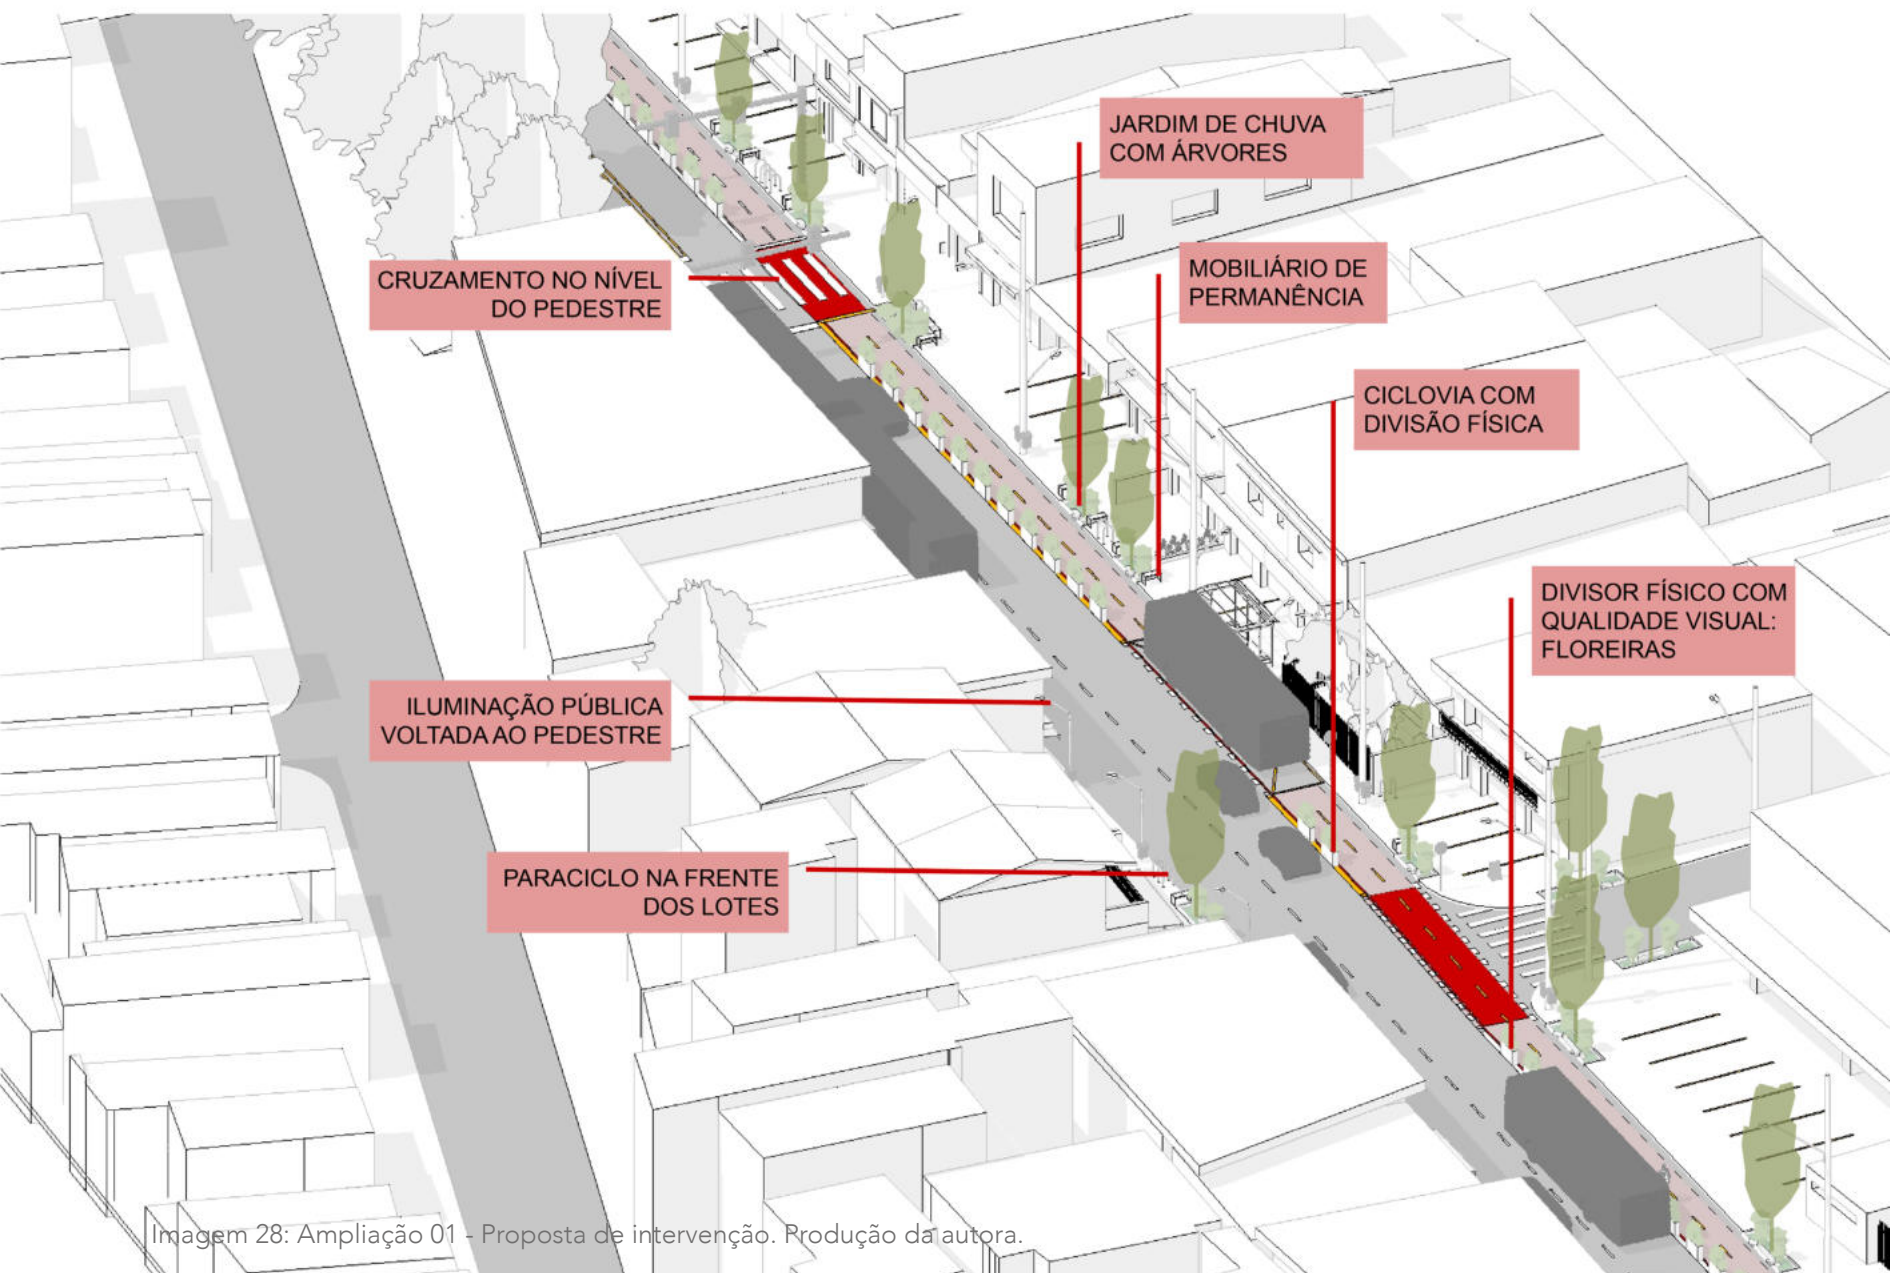 JARDIM DE CHUVA
COM ÁRVORES
MOBILIÁRIO DE
PERMANÊNCIA
CRUZAMENTO NO NÍVEL
DO PEDESTRE
CICLOVIA COM
DIVISÃO FÍSICA
DIVISOR FÍSICO COM
QUALIDADE VISUAL:
FLOREIRAS
ILUMINAÇÃO PÚBLICA
VOLTADA AO PEDESTRE
PARACICLO NA FRENTE
DOS LOTES
Imagem 28: Ampliação 01 - Proposta de intervenção. Produção da autora.